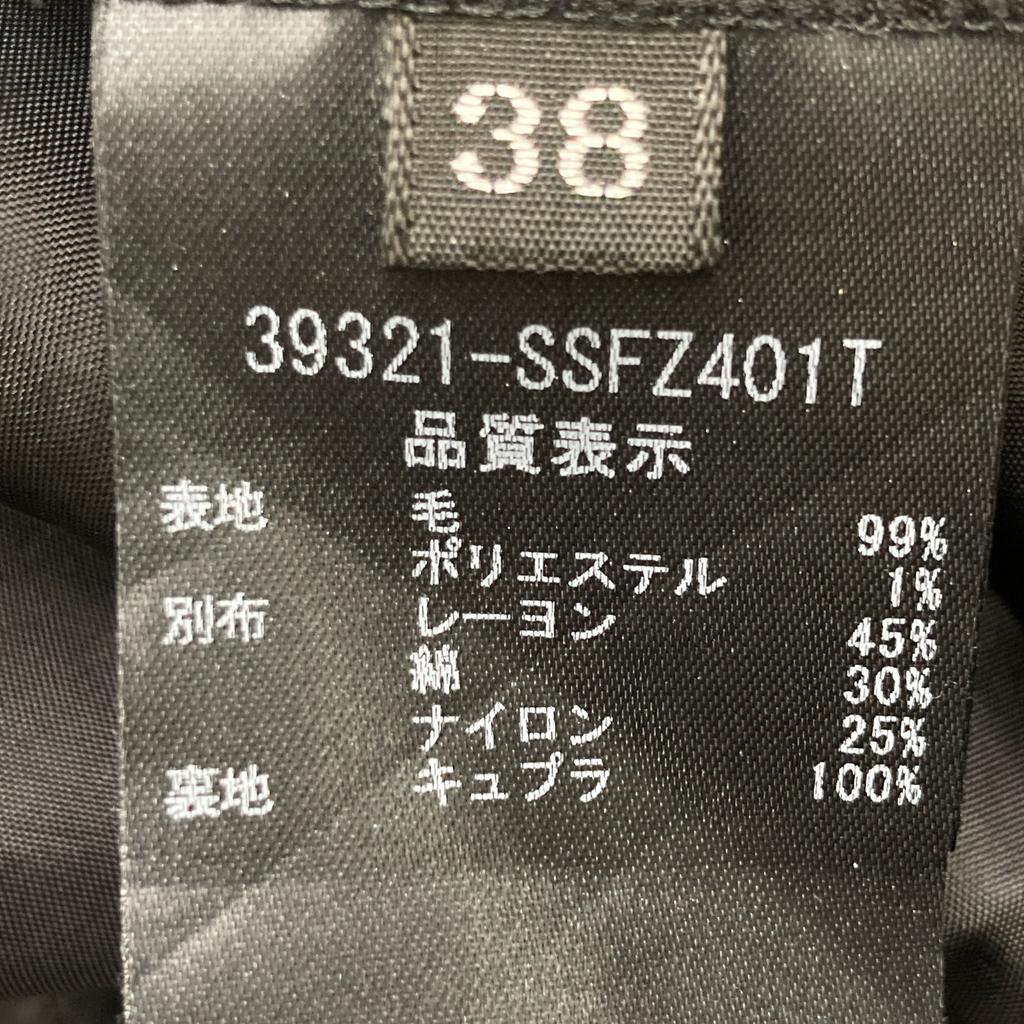 38
39321-SSFZ401T
品質表示
表地 毛 99%
ポリエステル 1%
別布 レーヨン 45%
綿 30%
ナイロン 25%
裏地 キュプラ 100%